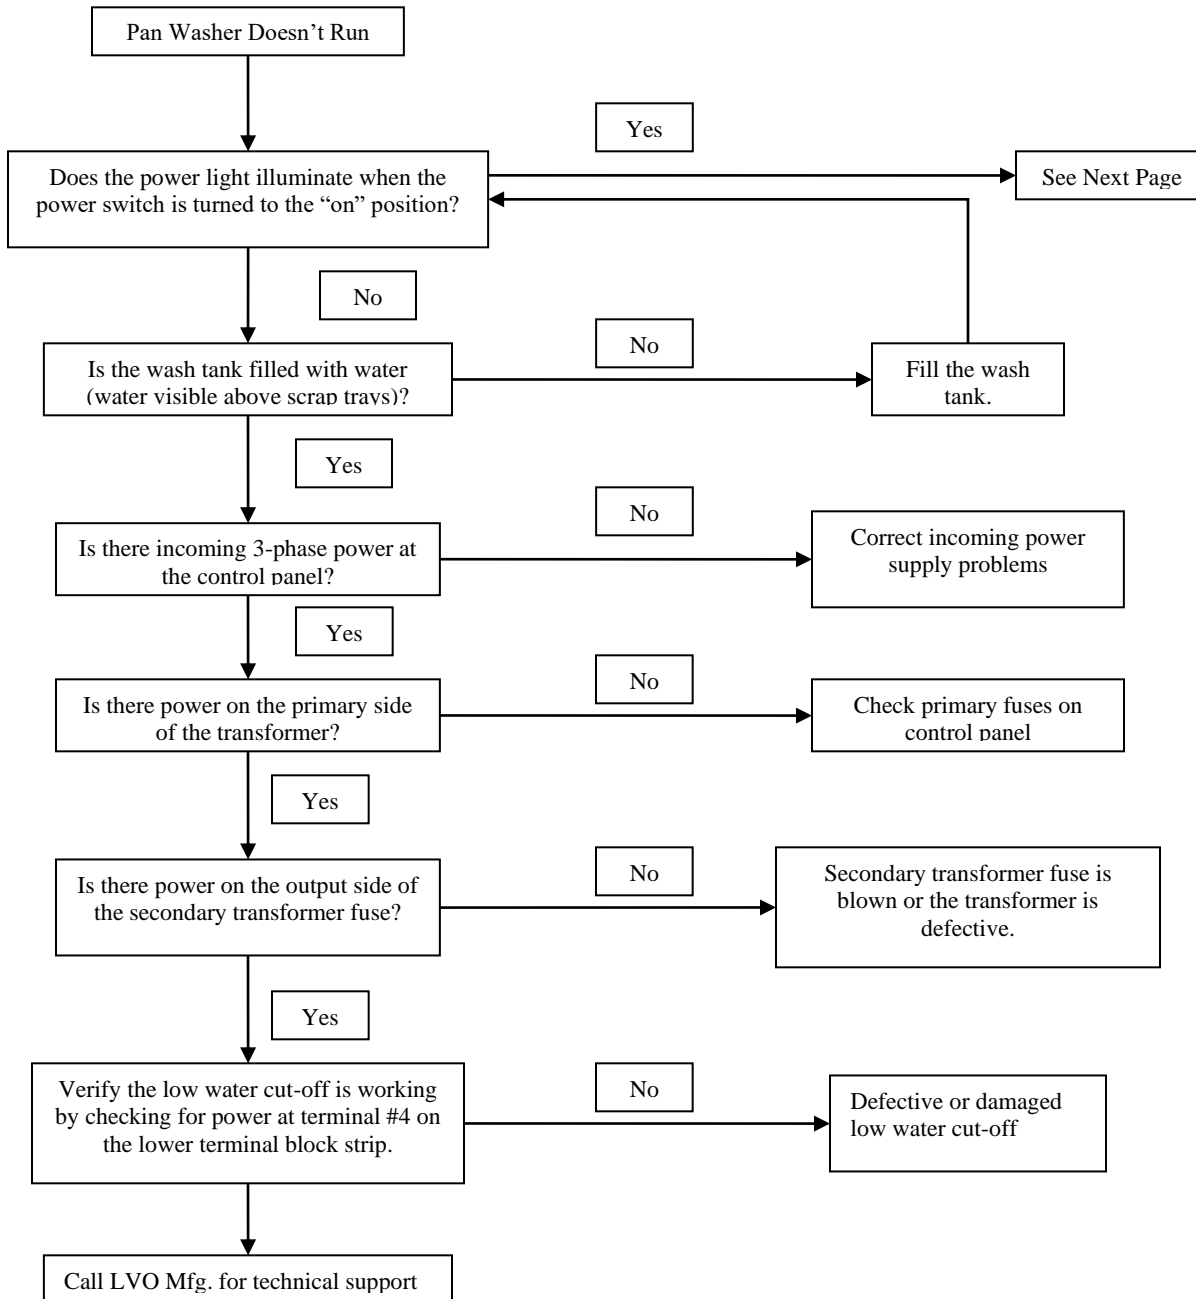 Pan Washer Doesn’t Run
Yes
Does the power light illuminate when the
power switch is turned to the “on” position?
See Next Page
No
No
Is the wash tank filled with water
(water visible above scrap trays)?
Fill the wash
tank.
Yes
No
Is there incoming 3-phase power at
the control panel?
Correct incoming power
supply problems
Yes
No
Is there power on the primary side
of the transformer?
Check primary fuses on
control panel
Yes
No
Is there power on the output side of
the secondary transformer fuse?
Secondary transformer fuse is
blown or the transformer is
defective.
Yes
No
Verify the low water cut-off is working
by checking for power at terminal #4 on
the lower terminal block strip.
Defective or damaged
low water cut-off
Call LVO Mfg. for technical support